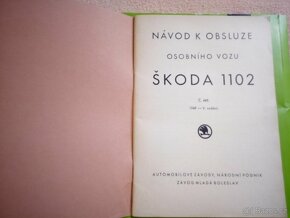 NÁVOD K OBSLUZE
OSOBNÍHO VOZU
ŠKODA 1102
AUTOMOBILOVÉ ZÁVODY, NÁRODNÍ PODNIK
ZÁVOD MLADÁ BOLESLAV